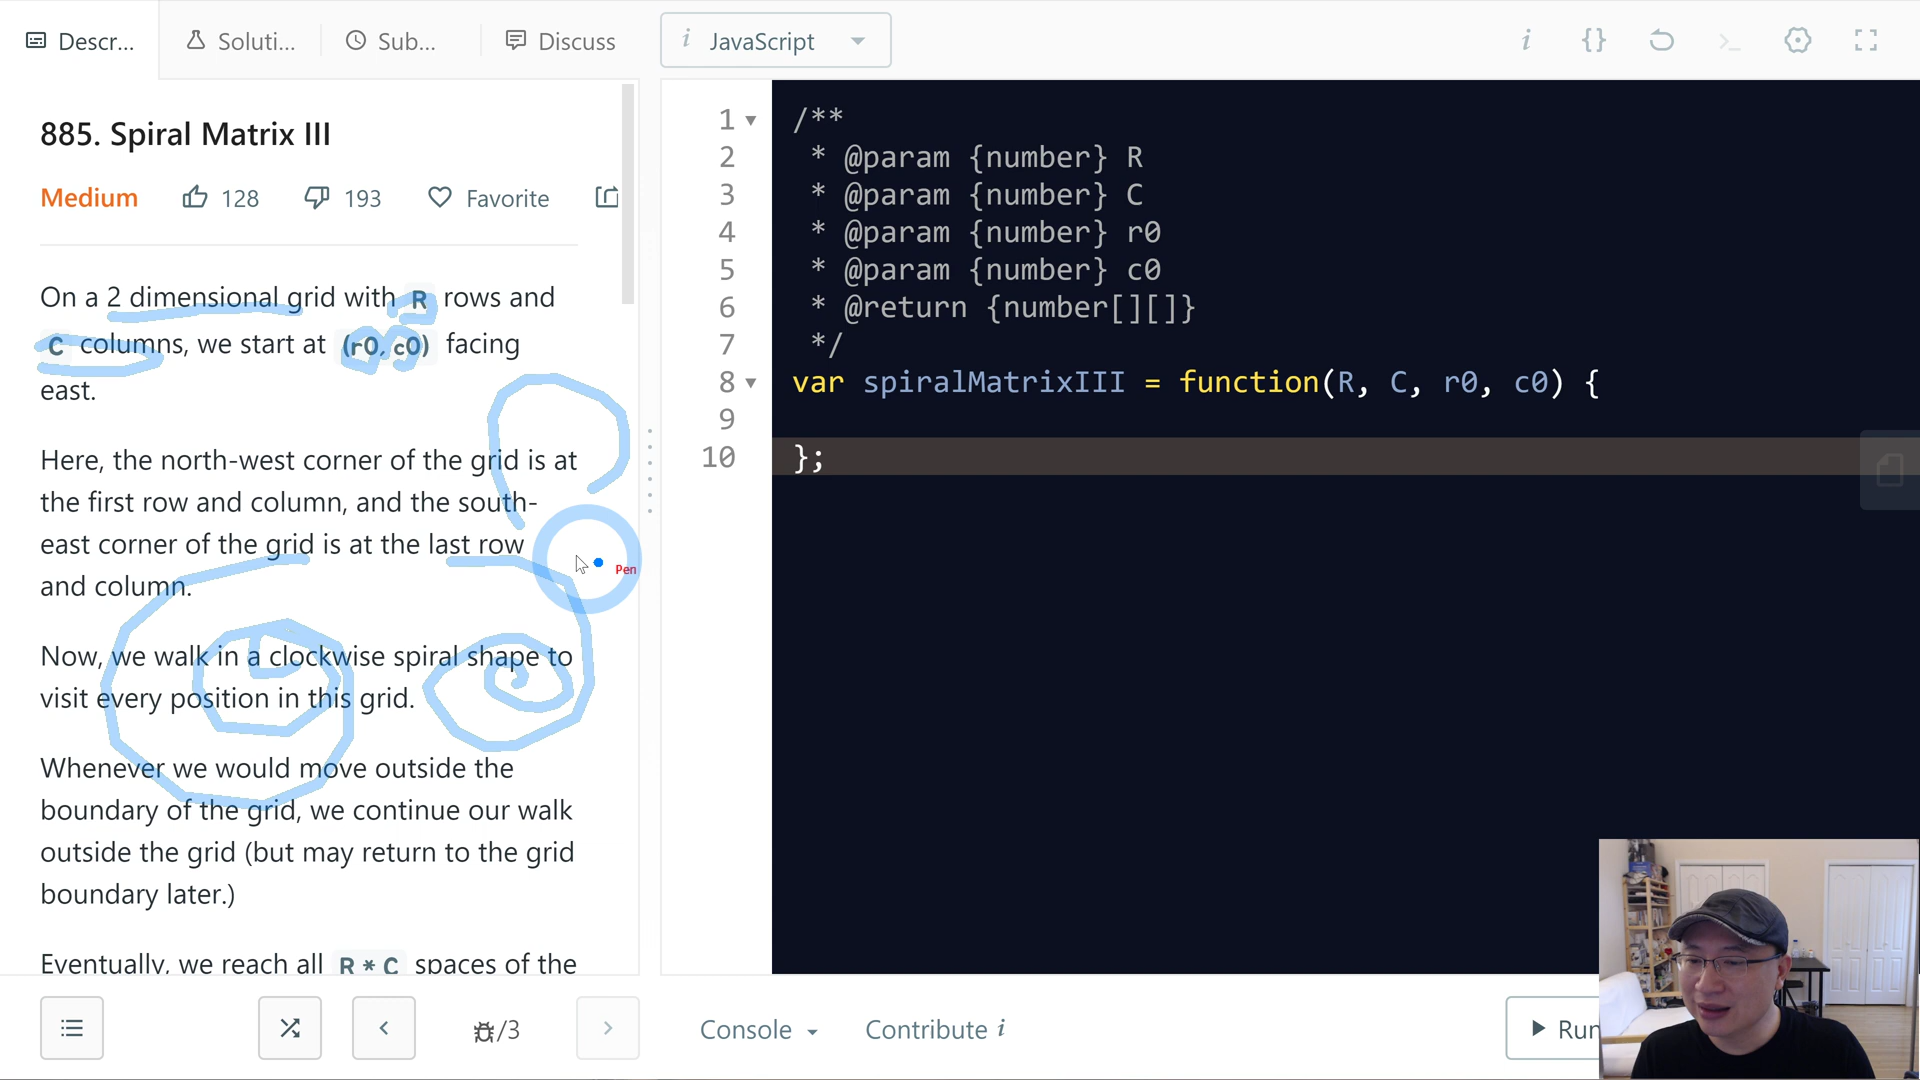 Descr...
Soluti...
Sub...
Discuss
i JavaScript
i {}
885. Spiral Matrix III
Medium 128 193 Favorite
On a 2 dimensional grid with R rows and
C columns, we start at (r0, c0) facing
east.
Here, the north-west corner of the grid is at
the first row and column, and the south-
east corner of the grid is at the last row
and column.
Now, we walk in a clockwise spiral shape to
visit every position in this grid.
Whenever we would move outside the
boundary of the grid, we continue our walk
outside the grid (but may return to the grid
boundary later.)
Eventually, we reach all R * C spaces of the
Pen
1 /**
2 * @param {number} R
3 * @param {number} C
4 * @param {number} r0
5 * @param {number} c0
6 * @return {number[][]}
7 */
8 var spiralMatrixIII = function(R, C, r0, c0) {
9
10 };
/3
Console
Contribute i
Run